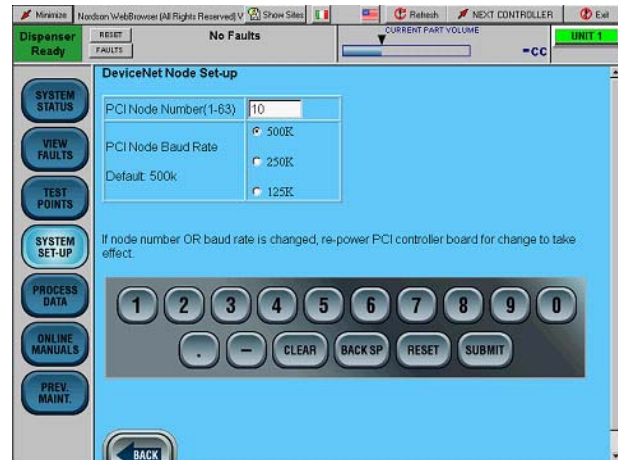 Minimize Nordson WebBrowser (All Rights Reserved) V Show Sites Refresh NEXT CONTROLLER Exit
Dispenser Ready
RESET
FAULTS
No Faults
CURRENT PART VOLUME
-CC
UNIT 1
DeviceNet Node Set-up
PCI Node Number(1-63) 10
PCI Node Baud Rate
Default: 500k
500K
250K
125K
If node number OR baud rate is changed, re-power PCI controller board for change to take
effect.
SYSTEM
STATUS
VIEW
FAULTS
TEST
POINTS
SYSTEM
SET-UP
PROCESS
DATA
ONLINE
MANUALS
PREV.
MAINT.
1 2 3 4 5 6 7 8 9 0
. - CLEAR BACK SP RESET SUBMIT
BACK